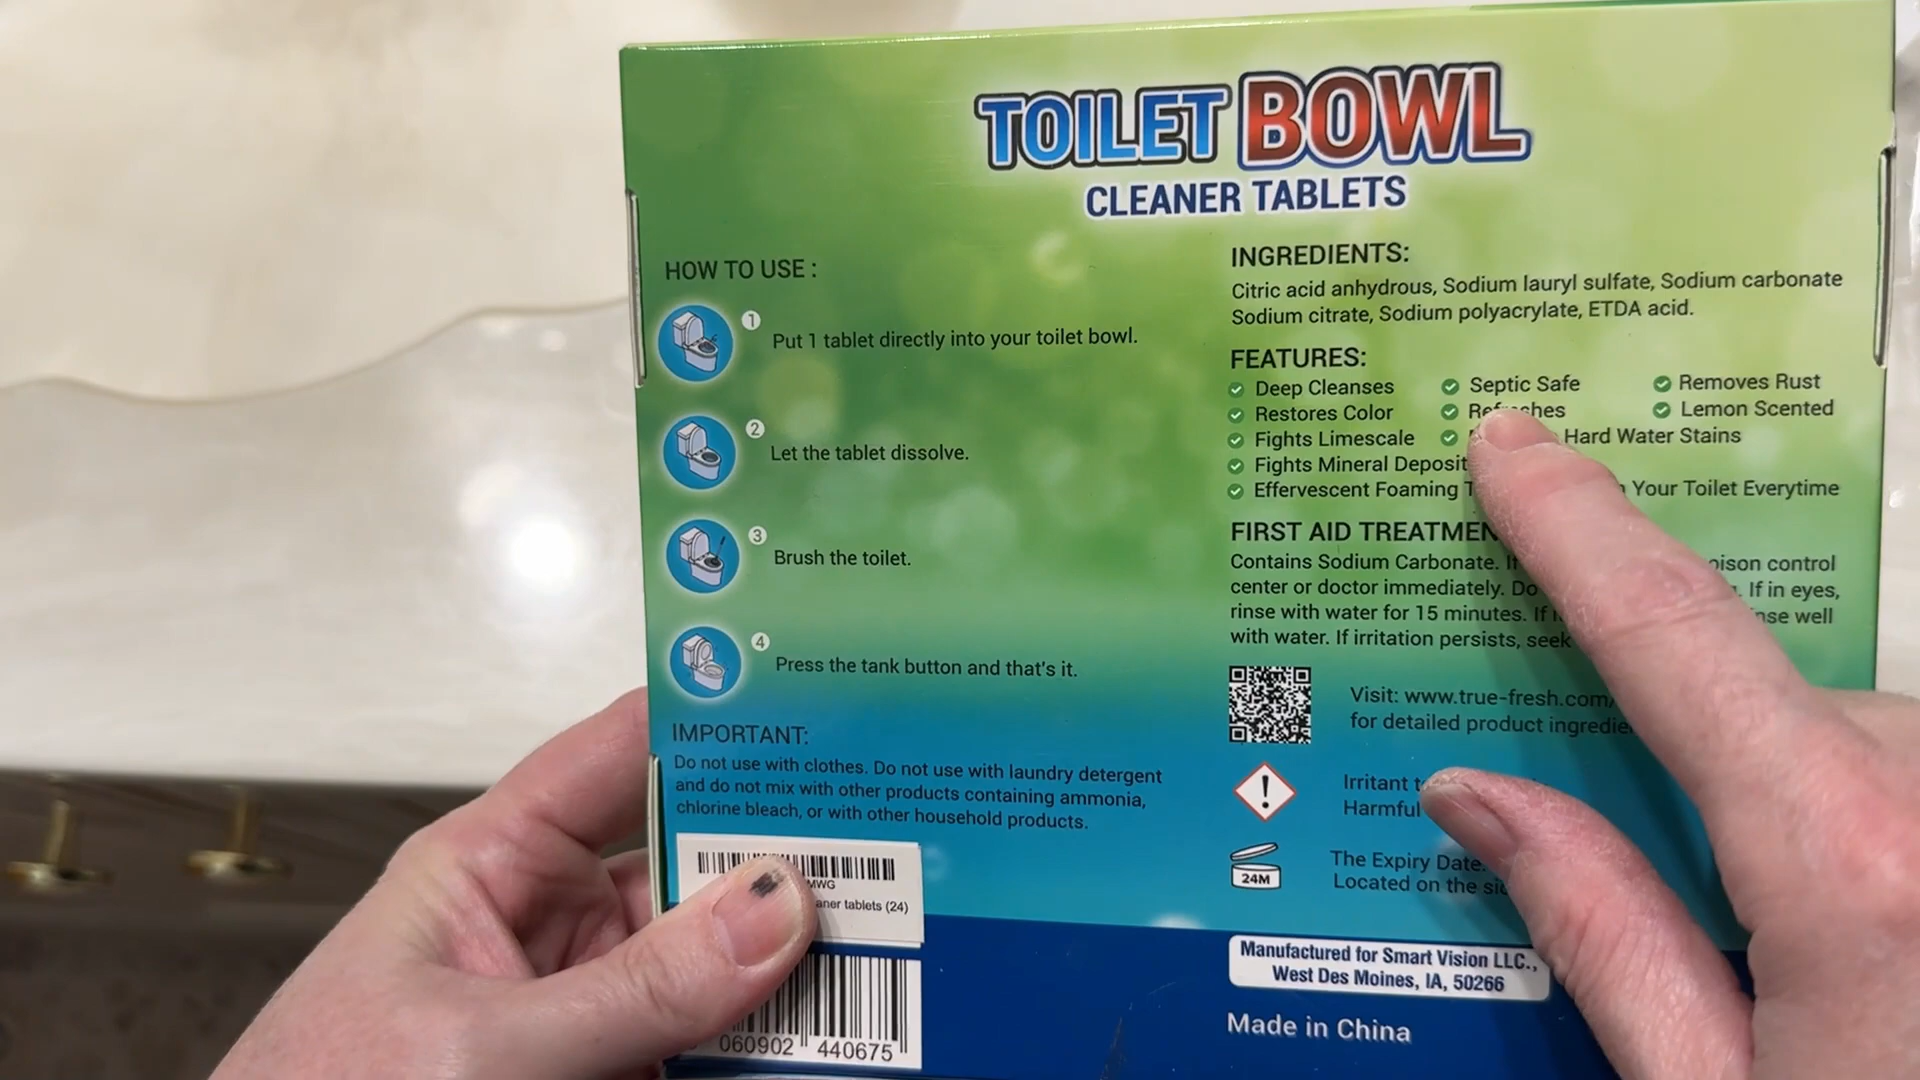 TOILET BOWL
CLEANER TABLETS
HOW TO USE :
1 Put 1 tablet directly into your toilet bowl.
2 Let the tablet dissolve.
3 Brush the toilet.
4 Press the tank button and that's it.
IMPORTANT:
Do not use with clothes. Do not use with laundry detergent
and do not mix with other products containing ammonia,
chlorine bleach, or with other household products.
MWG
aner tablets (24)
060902 440675
INGREDIENTS:
Citric acid anhydrous, Sodium lauryl sulfate, Sodium carbonate
Sodium citrate, Sodium polyacrylate, ETDA acid.
FEATURES:
Deep Cleanses Septic Safe Removes Rust
Restores Color Refreshes Lemon Scented
Fights Limescale Hard Water Stains
Fights Mineral Deposit
Effervescent Foaming Your Toilet Everytime
FIRST AID TREATMEN
Contains Sodium Carbonate. If oison control
center or doctor immediately. Do If in eyes,
rinse with water for 15 minutes. If nse well
with water. If irritation persists, seek
Visit: www.true-fresh.com/
for detailed product ingredie
Irritant
Harmful
24M
The Expiry Date
Located on the si
Manufactured for Smart Vision LLC.,
West Des Moines, IA, 50266
Made in China